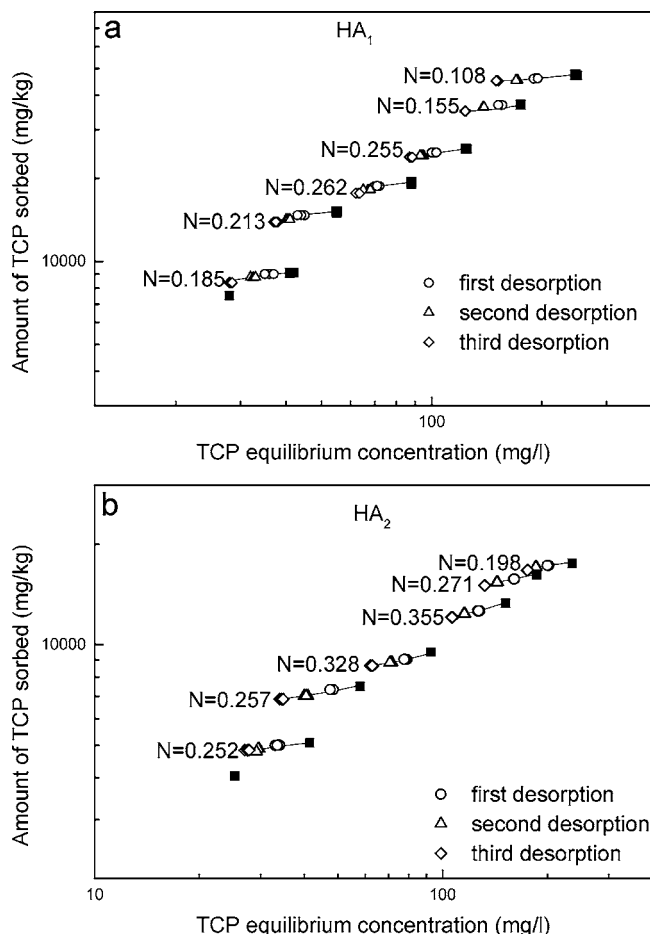 a
HA₁
N=0.108
N=0.155
N=0.255
N=0.262
N=0.213
N=0.185
10000
first desorption
second desorption
third desorption
Amount of TCP sorbed (mg/kg)
100
TCP equilibrium concentration (mg/l)
b
HA₂
N=0.198
N=0.271
N=0.355
N=0.328
N=0.257
N=0.252
10000
first desorption
second desorption
third desorption
Amount of TCP sorbed (mg/kg)
10 100
TCP equilibrium concentration (mg/l)